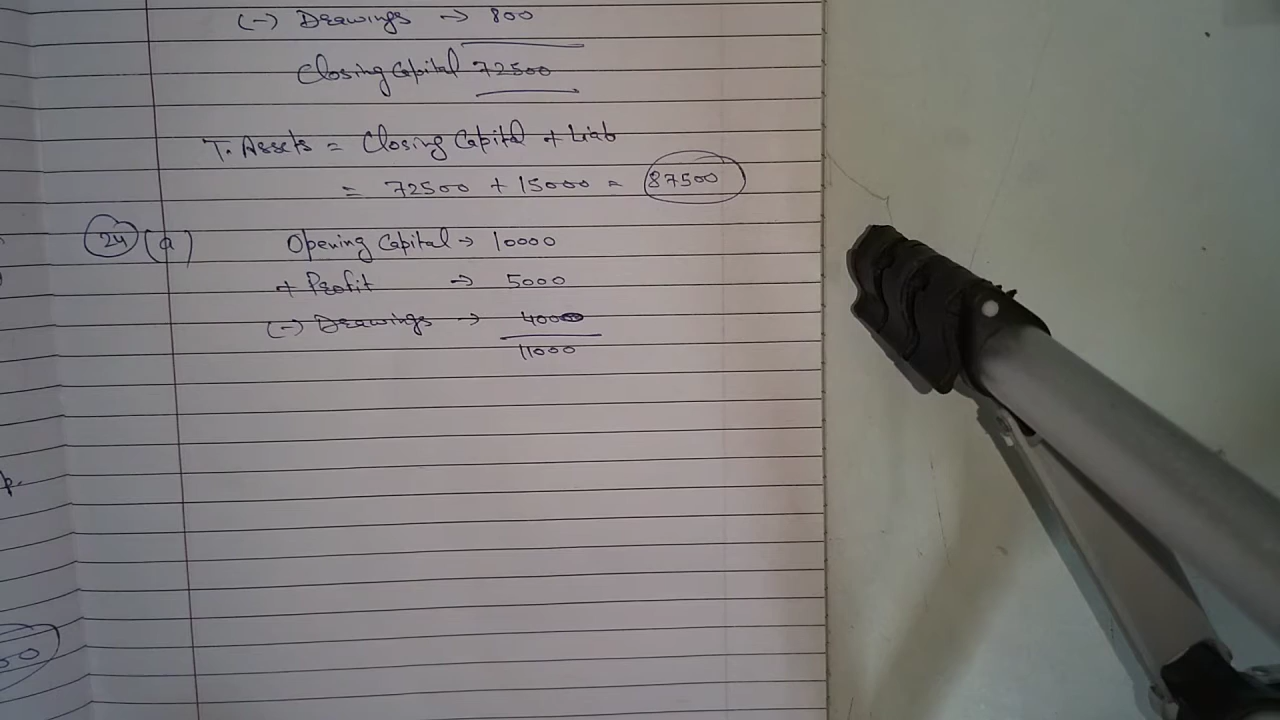 (-) Drawings → 800
Closing Capital 72500
T. Assets = Closing Capital + Liab
= 72500 + 15000 = 87500
24 (a) Opening Capital → 10000
+ Profit → 5000
(-) Drawings → 4000
11000
p.